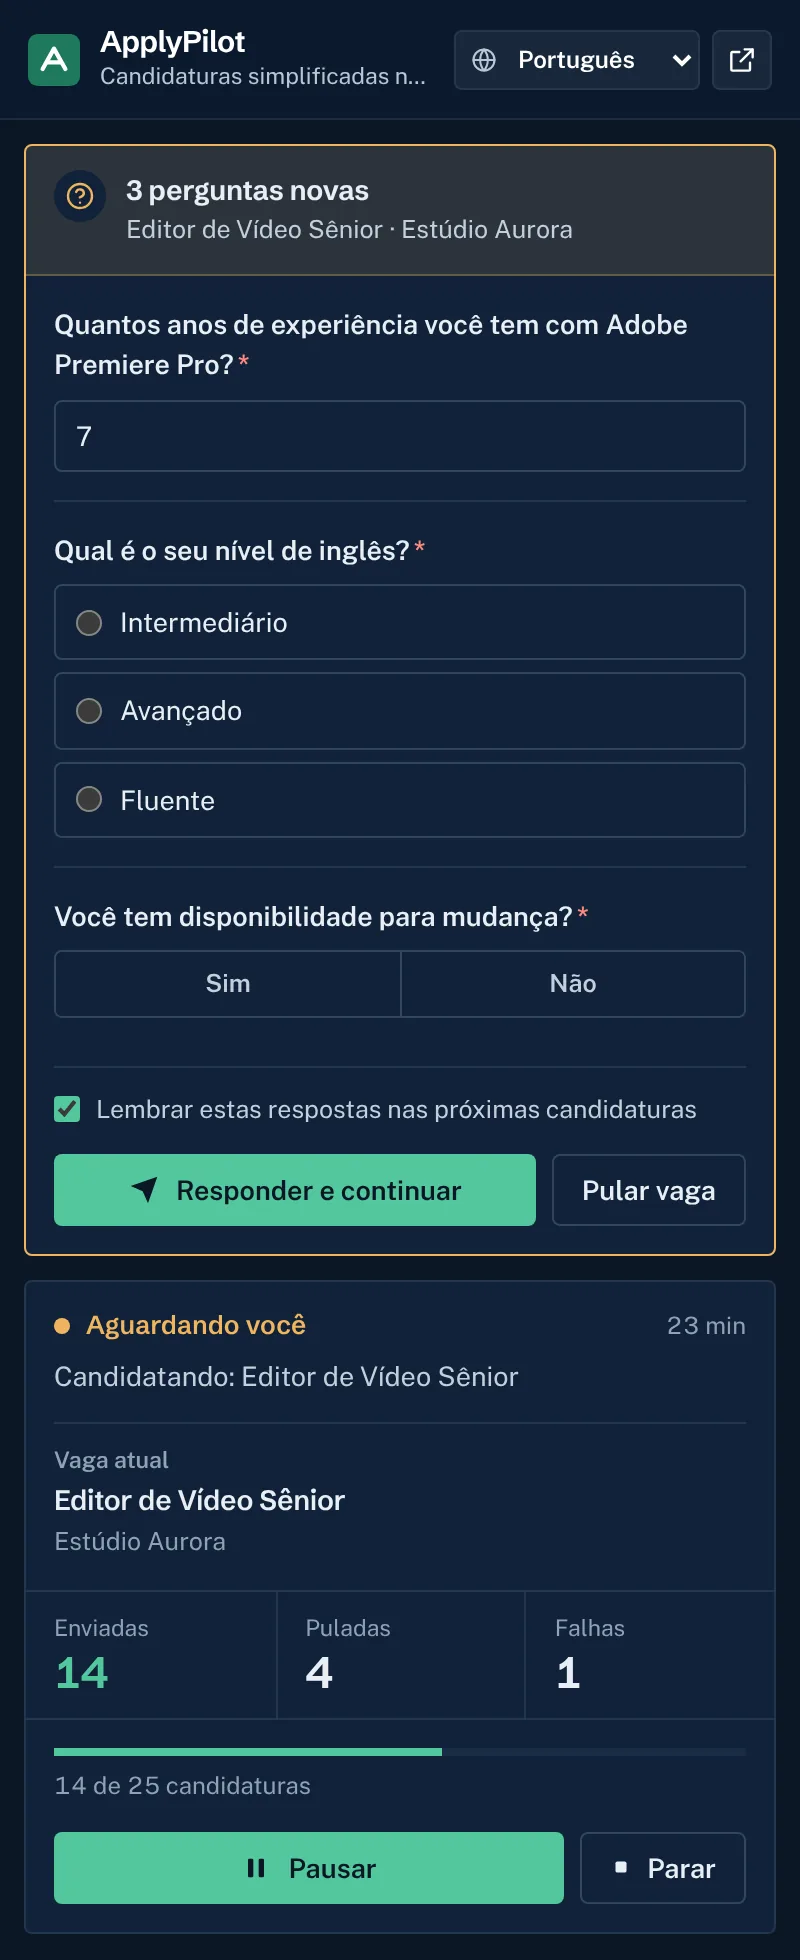 ApplyPilot
Candidaturas simplificadas n...
Português
3 perguntas novas
Editor de Vídeo Sênior · Estúdio Aurora
Quantos anos de experiência você tem com Adobe
Premiere Pro? *
7
Qual é o seu nível de inglês? *
Intermediário
Avançado
Fluente
Você tem disponibilidade para mudança? *
Sim
Não
Lembrar estas respostas nas próximas candidaturas
Responder e continuar
Pular vaga
Aguardando você
23 min
Candidatando: Editor de Vídeo Sênior
Vaga atual
Editor de Vídeo Sênior
Estúdio Aurora
Enviadas
Puladas
Falhas
14
4
1
14 de 25 candidaturas
Pausar
Parar